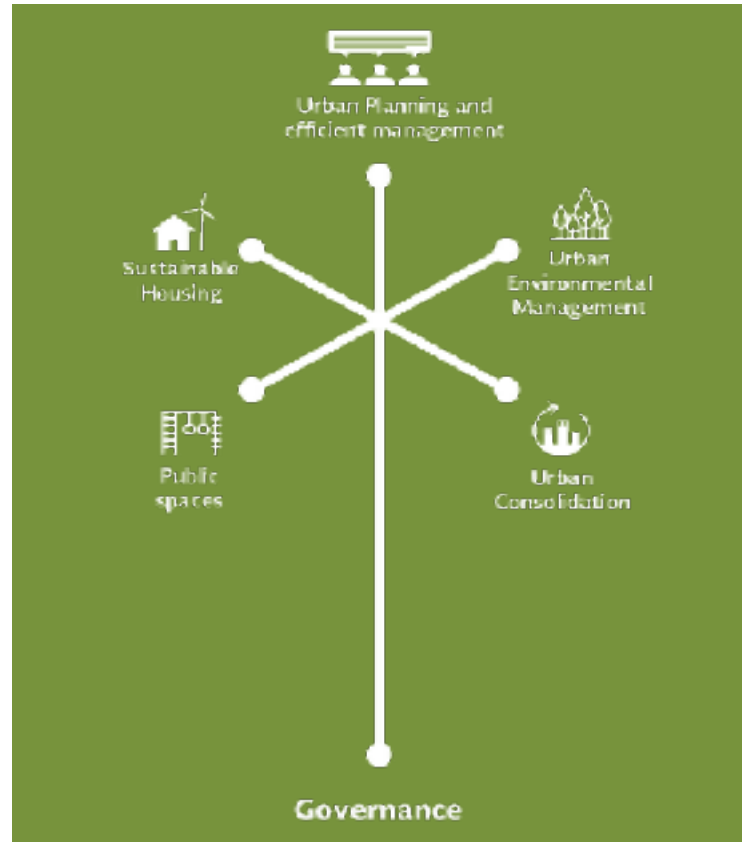 Urban Planning and
efficient management
Sustainable
Housing
Urban
Environmental
Management
Public
spaces
Urban
Consolidation
Governance